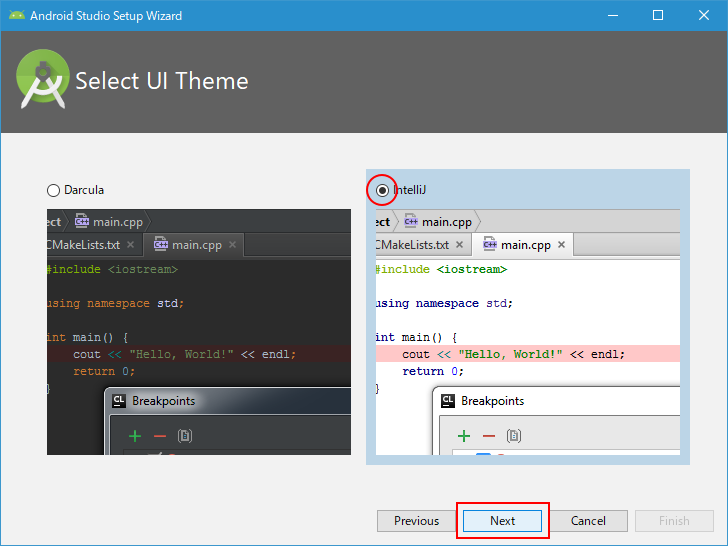 Android Studio Setup Wizard
Select UI Theme
Darcula
ect main.cpp
CMakeLists.txt main.cpp
#include <iostream>
using namespace std;
int main() {
cout << "Hello, World!" << endl;
return 0;
}
CL Breakpoints
IntelliJ
ect main.cpp
CMakeLists.txt main.cpp
#include <iostream>
using namespace std;
int main() {
cout << "Hello, World!" << endl;
return 0;
}
CL Breakpoints
Previous Next Cancel Finish